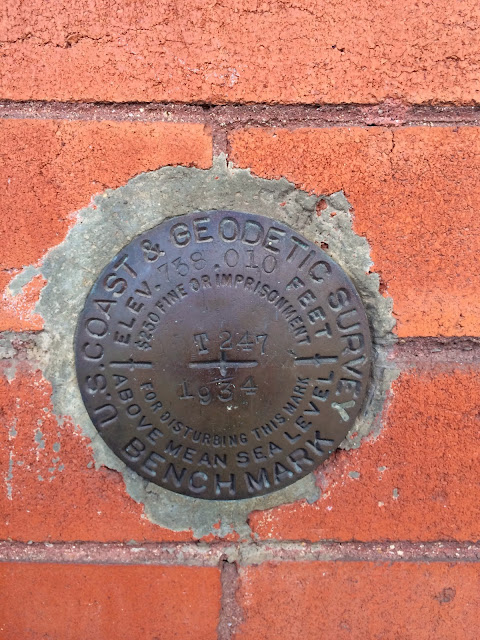 U.S. COAST & GEODETIC SURVEY
ELEV. 738.010 FEET
$250 FINE OR IMPRISONMENT
T 247
1934
FOR DISTURBING THIS MARK
ABOVE MEAN SEA LEVEL
BENCH MARK